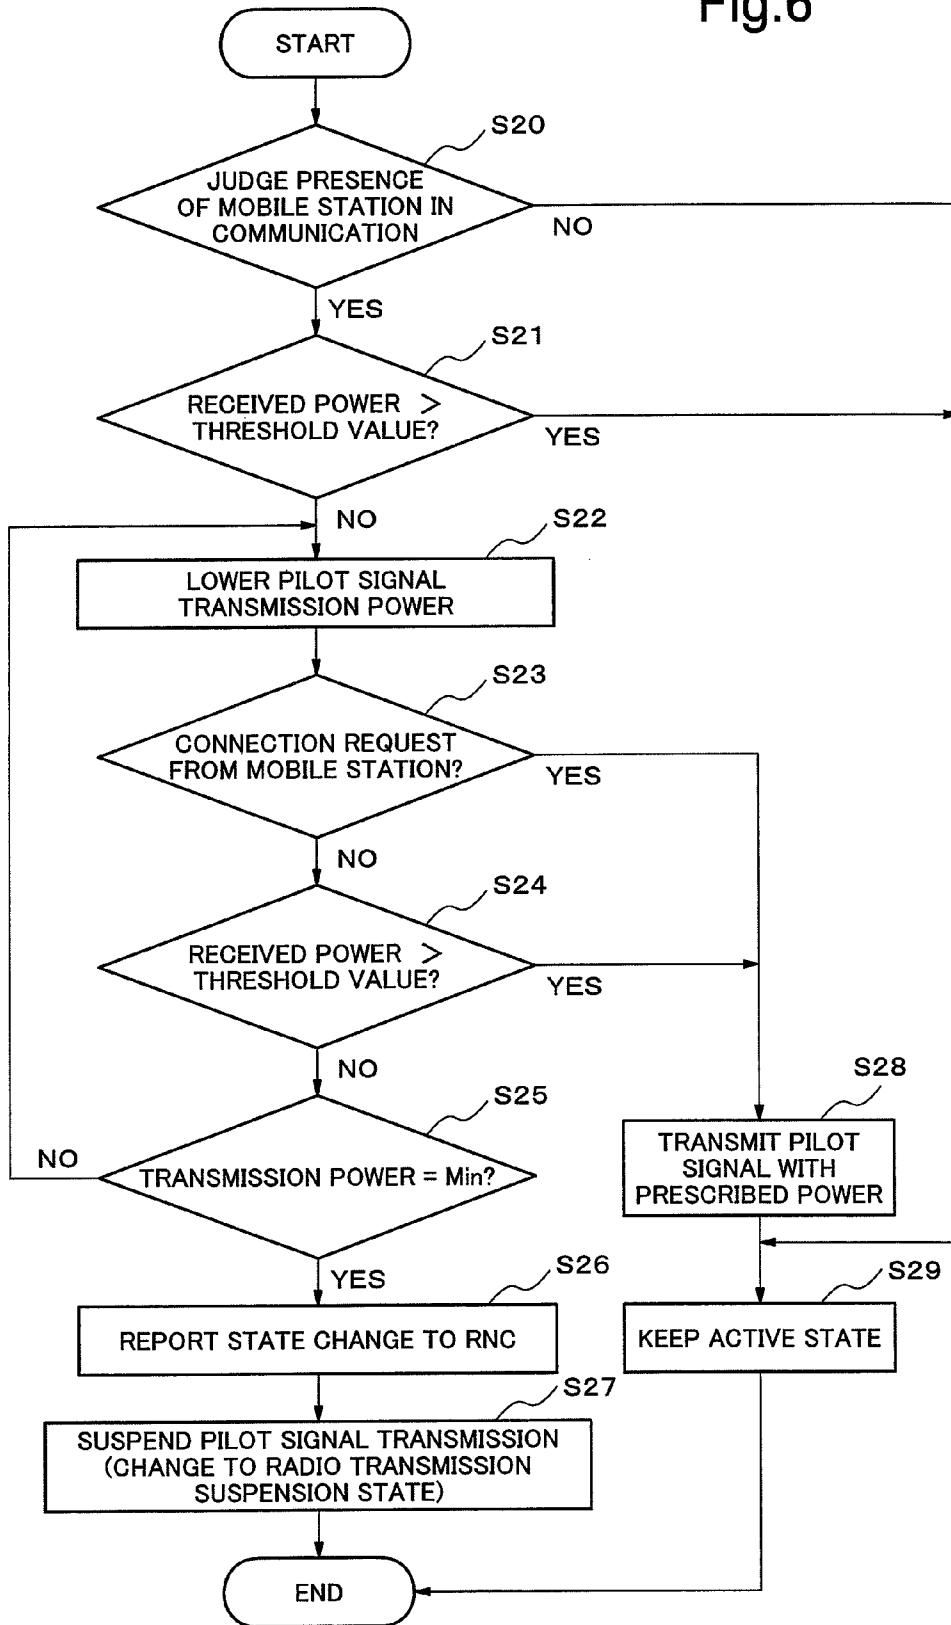 Fig.6
START
S20
JUDGE PRESENCE
OF MOBILE STATION IN
COMMUNICATION
NO
YES
S21
RECEIVED POWER >
THRESHOLD VALUE?
YES
NO
S22
LOWER PILOT SIGNAL
TRANSMISSION POWER
S23
CONNECTION REQUEST
FROM MOBILE STATION?
YES
NO
S24
RECEIVED POWER >
THRESHOLD VALUE?
YES
NO
S25
TRANSMISSION POWER = Min?
NO
YES
S28
TRANSMIT PILOT
SIGNAL WITH
PRESCRIBED POWER
S26
REPORT STATE CHANGE TO RNC
S29
KEEP ACTIVE STATE
S27
SUSPEND PILOT SIGNAL TRANSMISSION
(CHANGE TO RADIO TRANSMISSION
SUSPENSION STATE)
END